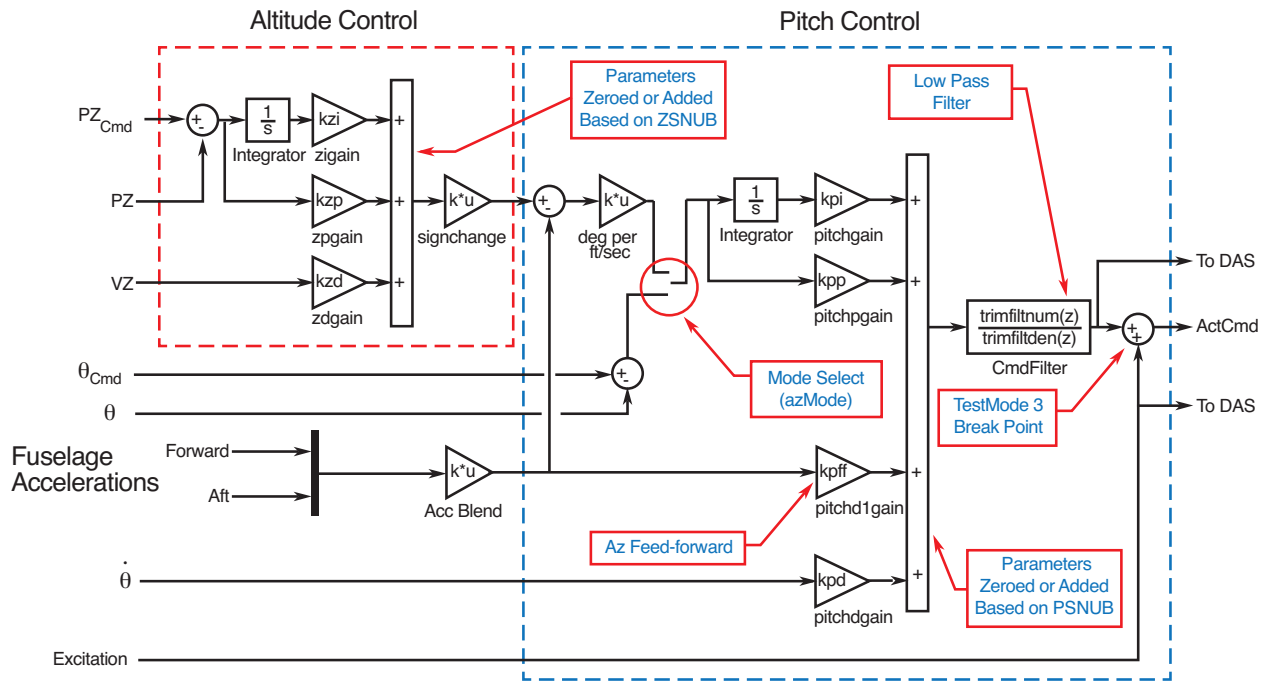 Altitude Control
Pitch Control
Parameters
Zeroed or Added
Based on ZSNUB
Low Pass
Filter
PZCmd
+
-
1
s
Integrator
kzi
zigain
+
PZ
kzp
zpgain
+
k*u
signchange
VZ
kzd
zdgain
+
+
-
k*u
deg per
ft/sec
1
s
Integrator
kpi
pitchgain
+
kpp
pitchpgain
+
trimfiltnum(z)
trimfiltden(z)
CmdFilter
+
+
To DAS
ActCmd
To DAS
θCmd
θ
+
-
Mode Select
(azMode)
TestMode 3
Break Point
Fuselage
Accelerations
Forward
Aft
k*u
Acc Blend
kpff
pitchd1gain
+
Az Feed-forward
θ̇
kpd
pitchdgain
+
Parameters
Zeroed or Added
Based on PSNUB
Excitation